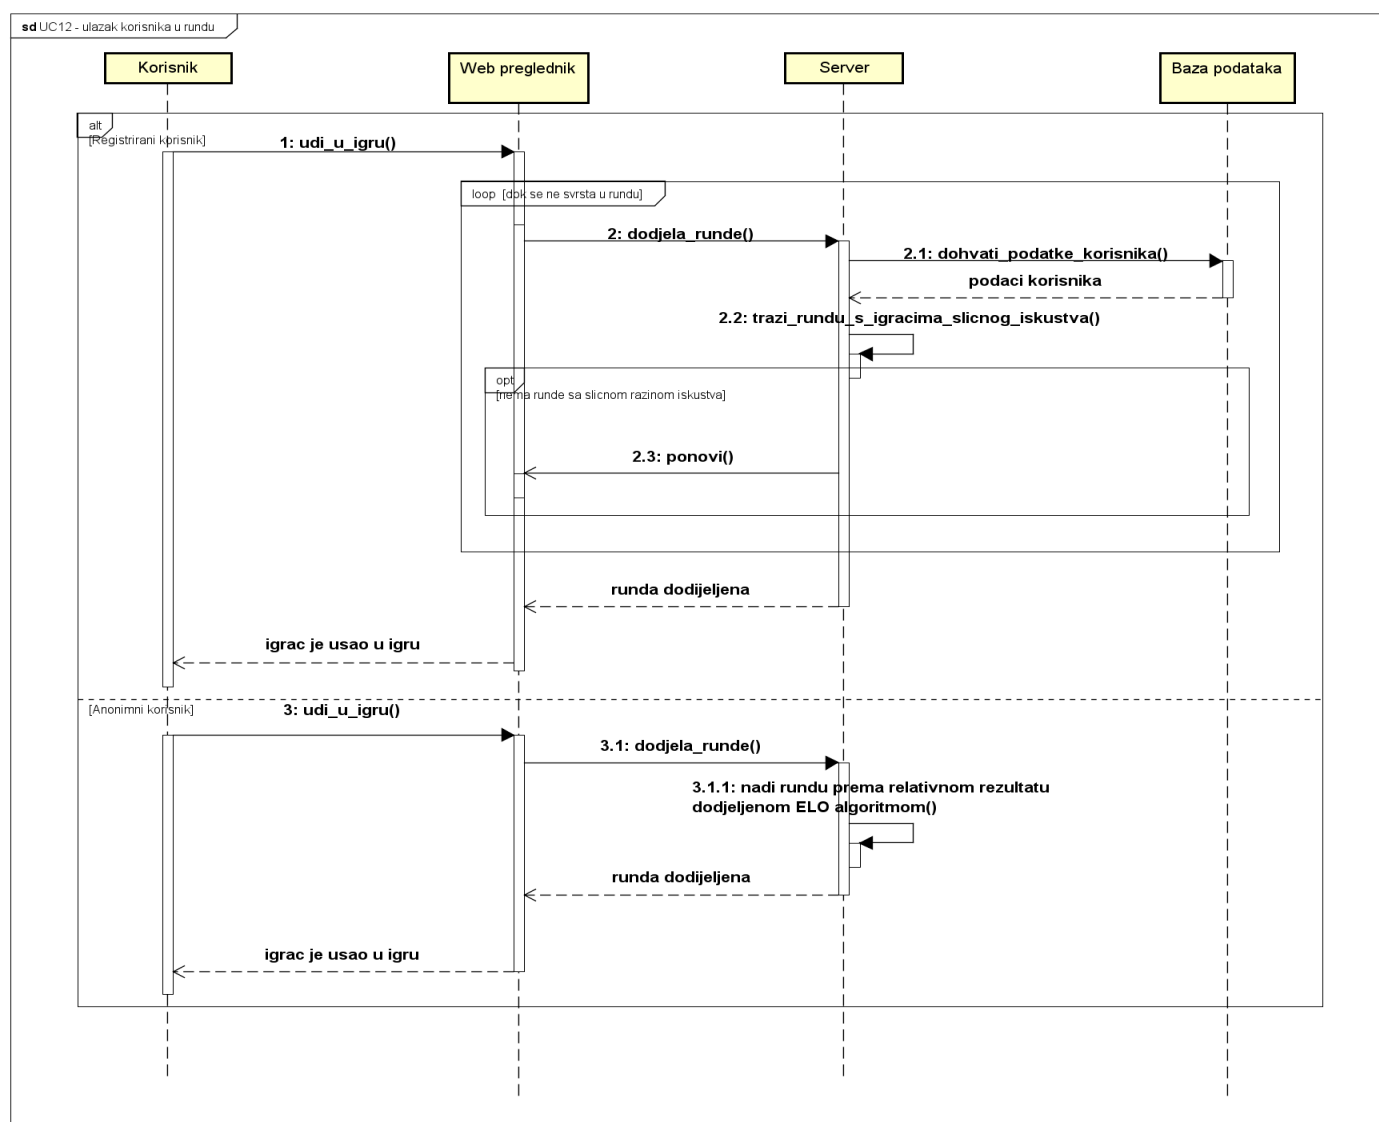 sd UC12 - ulazak korisnika u rundu
Korisnik
Web preglednik
Server
Baza podataka
alt
[Registrirani korisnik]
1: udi_u_igru()
loop [dok se ne svrsta u rundu]
2: dodjela_runde()
2.1: dohvati_podatke_korisnika()
podaci korisnika
2.2: trazi_rundu_s_igracima_slicnog_iskustva()
opt
[nema runde sa slicnom razinom iskustva]
2.3: ponovi()
runda dodijeljena
igrac je usao u igru
[Anonimni korisnik]
3: udi_u_igru()
3.1: dodjela_runde()
3.1.1: nadi rundu prema relativnom rezultatu
dodjeljenom ELO algoritmom()
runda dodijeljena
igrac je usao u igru